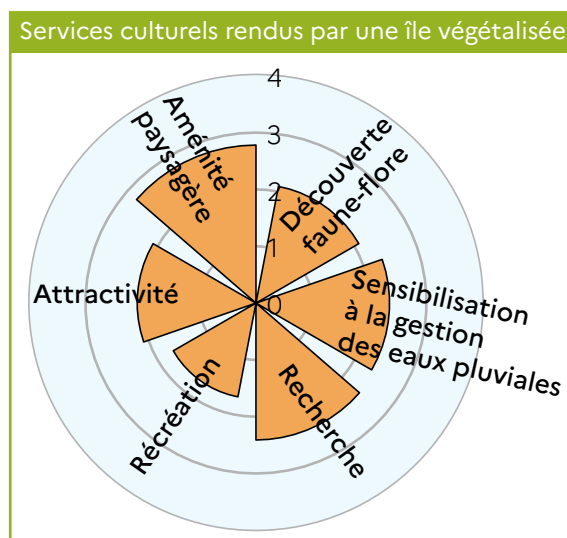 Services culturels rendus par une île végétalisée
4
3
2
1
0
Aménité
paysagère
Découverte
faune-flore
Sensibilisation
à la gestion
des eaux pluviales
Recherche
Récréation
Attractivité